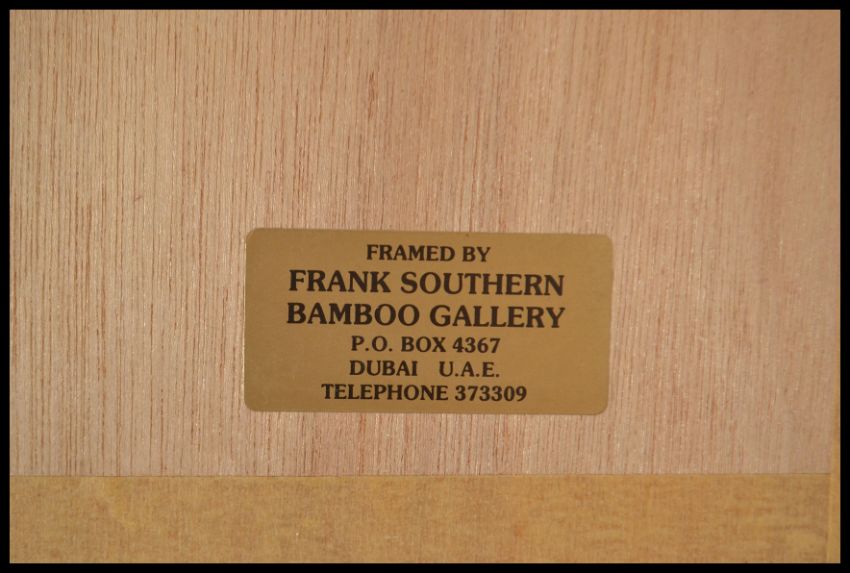 FRAMED BY
FRANK SOUTHERN
BAMBOO GALLERY
P.O. BOX 4367
DUBAI U.A.E.
TELEPHONE 373309